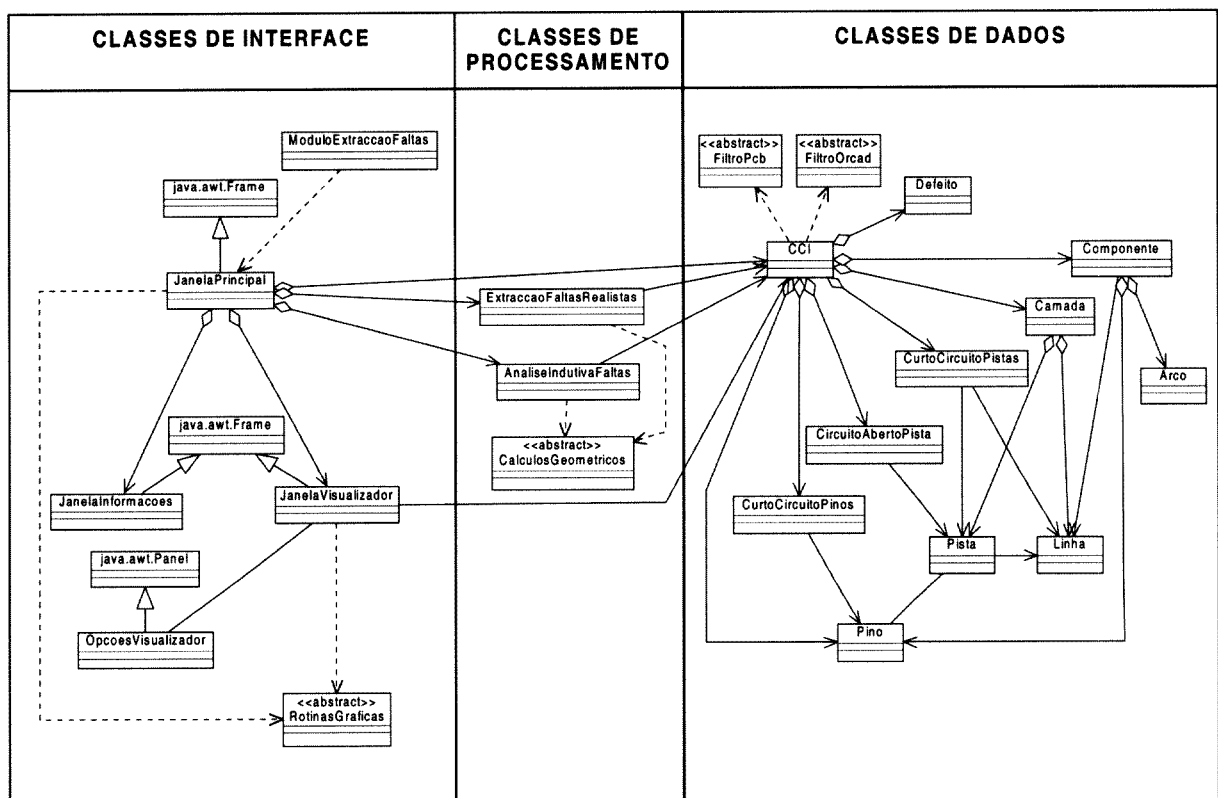 CLASSES DE INTERFACE
CLASSES DE
PROCESSAMENTO
CLASSES DE DADOS
ModuloExtraccaoFaltas
java.awt.Frame
JanelaPrincipal
java.awt.Frame
JanelaInformacoes
JanelaVisualizador
java.awt.Panel
OpcoesVisualizador
<<abstract>>
RotinasGraficas
ExtraccaoFaltasRealistas
AnaliseIndutivaFaltas
<<abstract>>
CalculosGeometricos
<<abstract>>
FiltroPcb
<<abstract>>
FiltroOrcad
Defeito
CCI
Componente
Camada
CurtoCircuitoPistas
Arco
CircuitoAbertoPista
CurtoCircuitoPinos
Pista
Linha
Pino